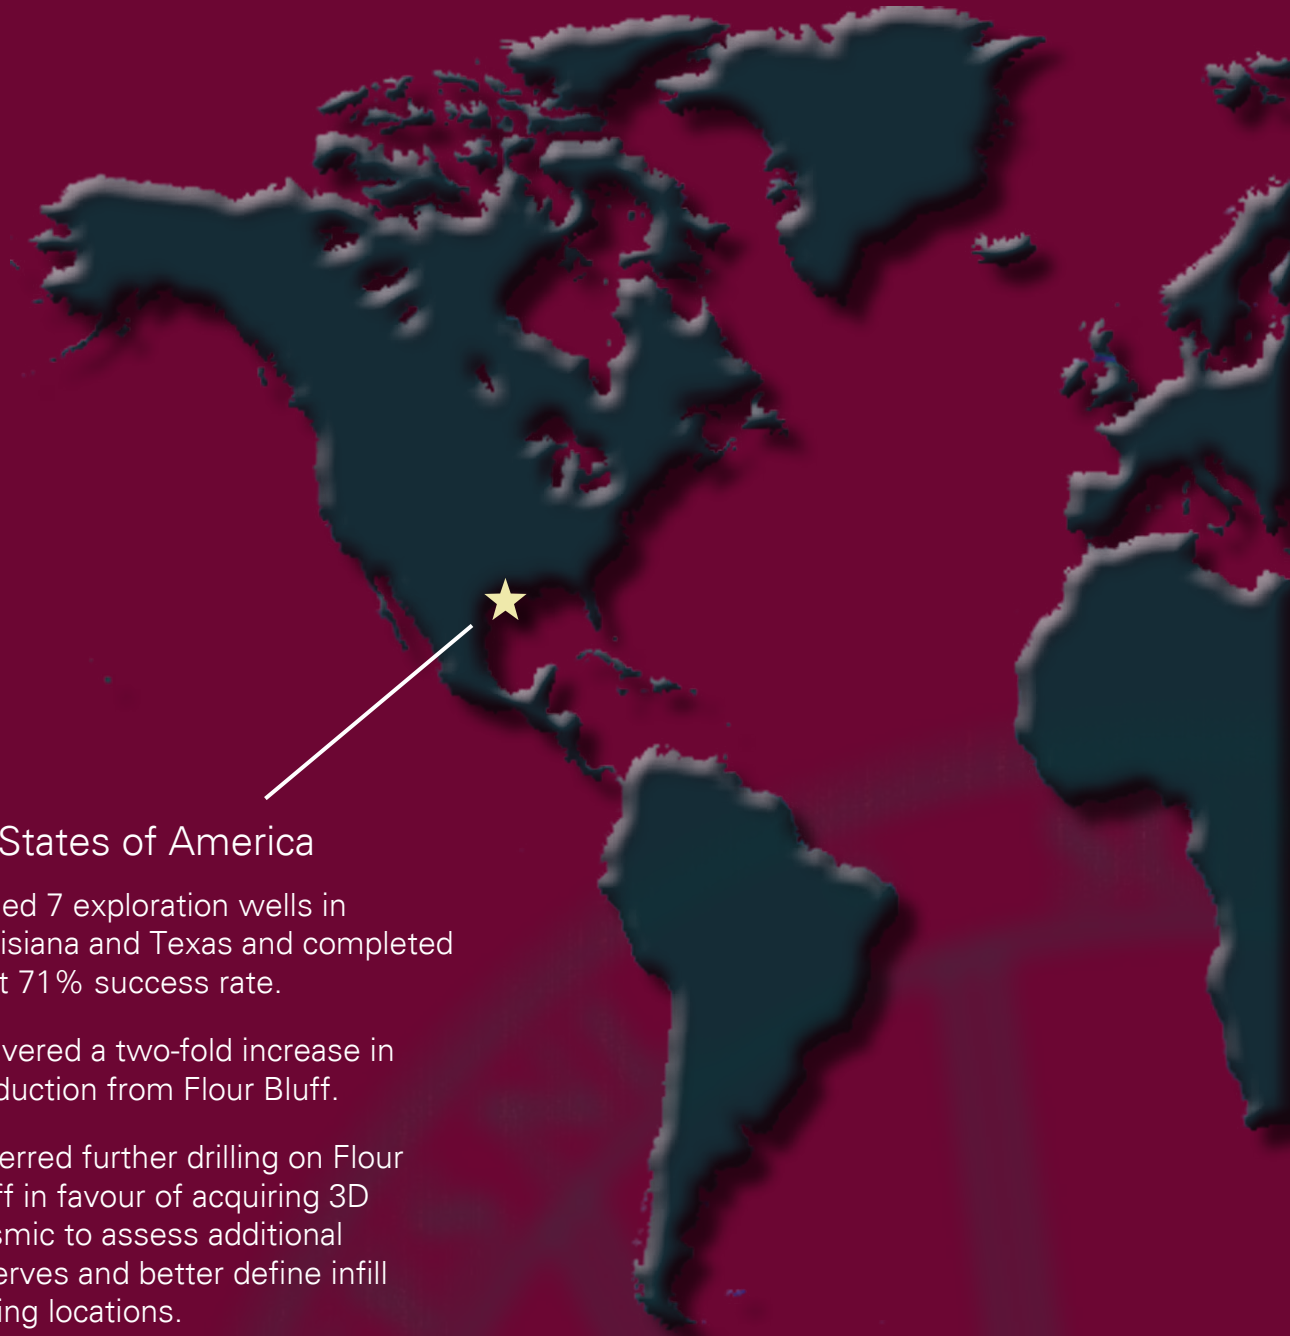 States of America
ed 7 exploration wells in
isiana and Texas and completed
t 71% success rate.
vered a two-fold increase in
duction from Flour Bluff.
erred further drilling on Flour
ff in favour of acquiring 3D
smic to assess additional
erves and better define infill
ing locations.